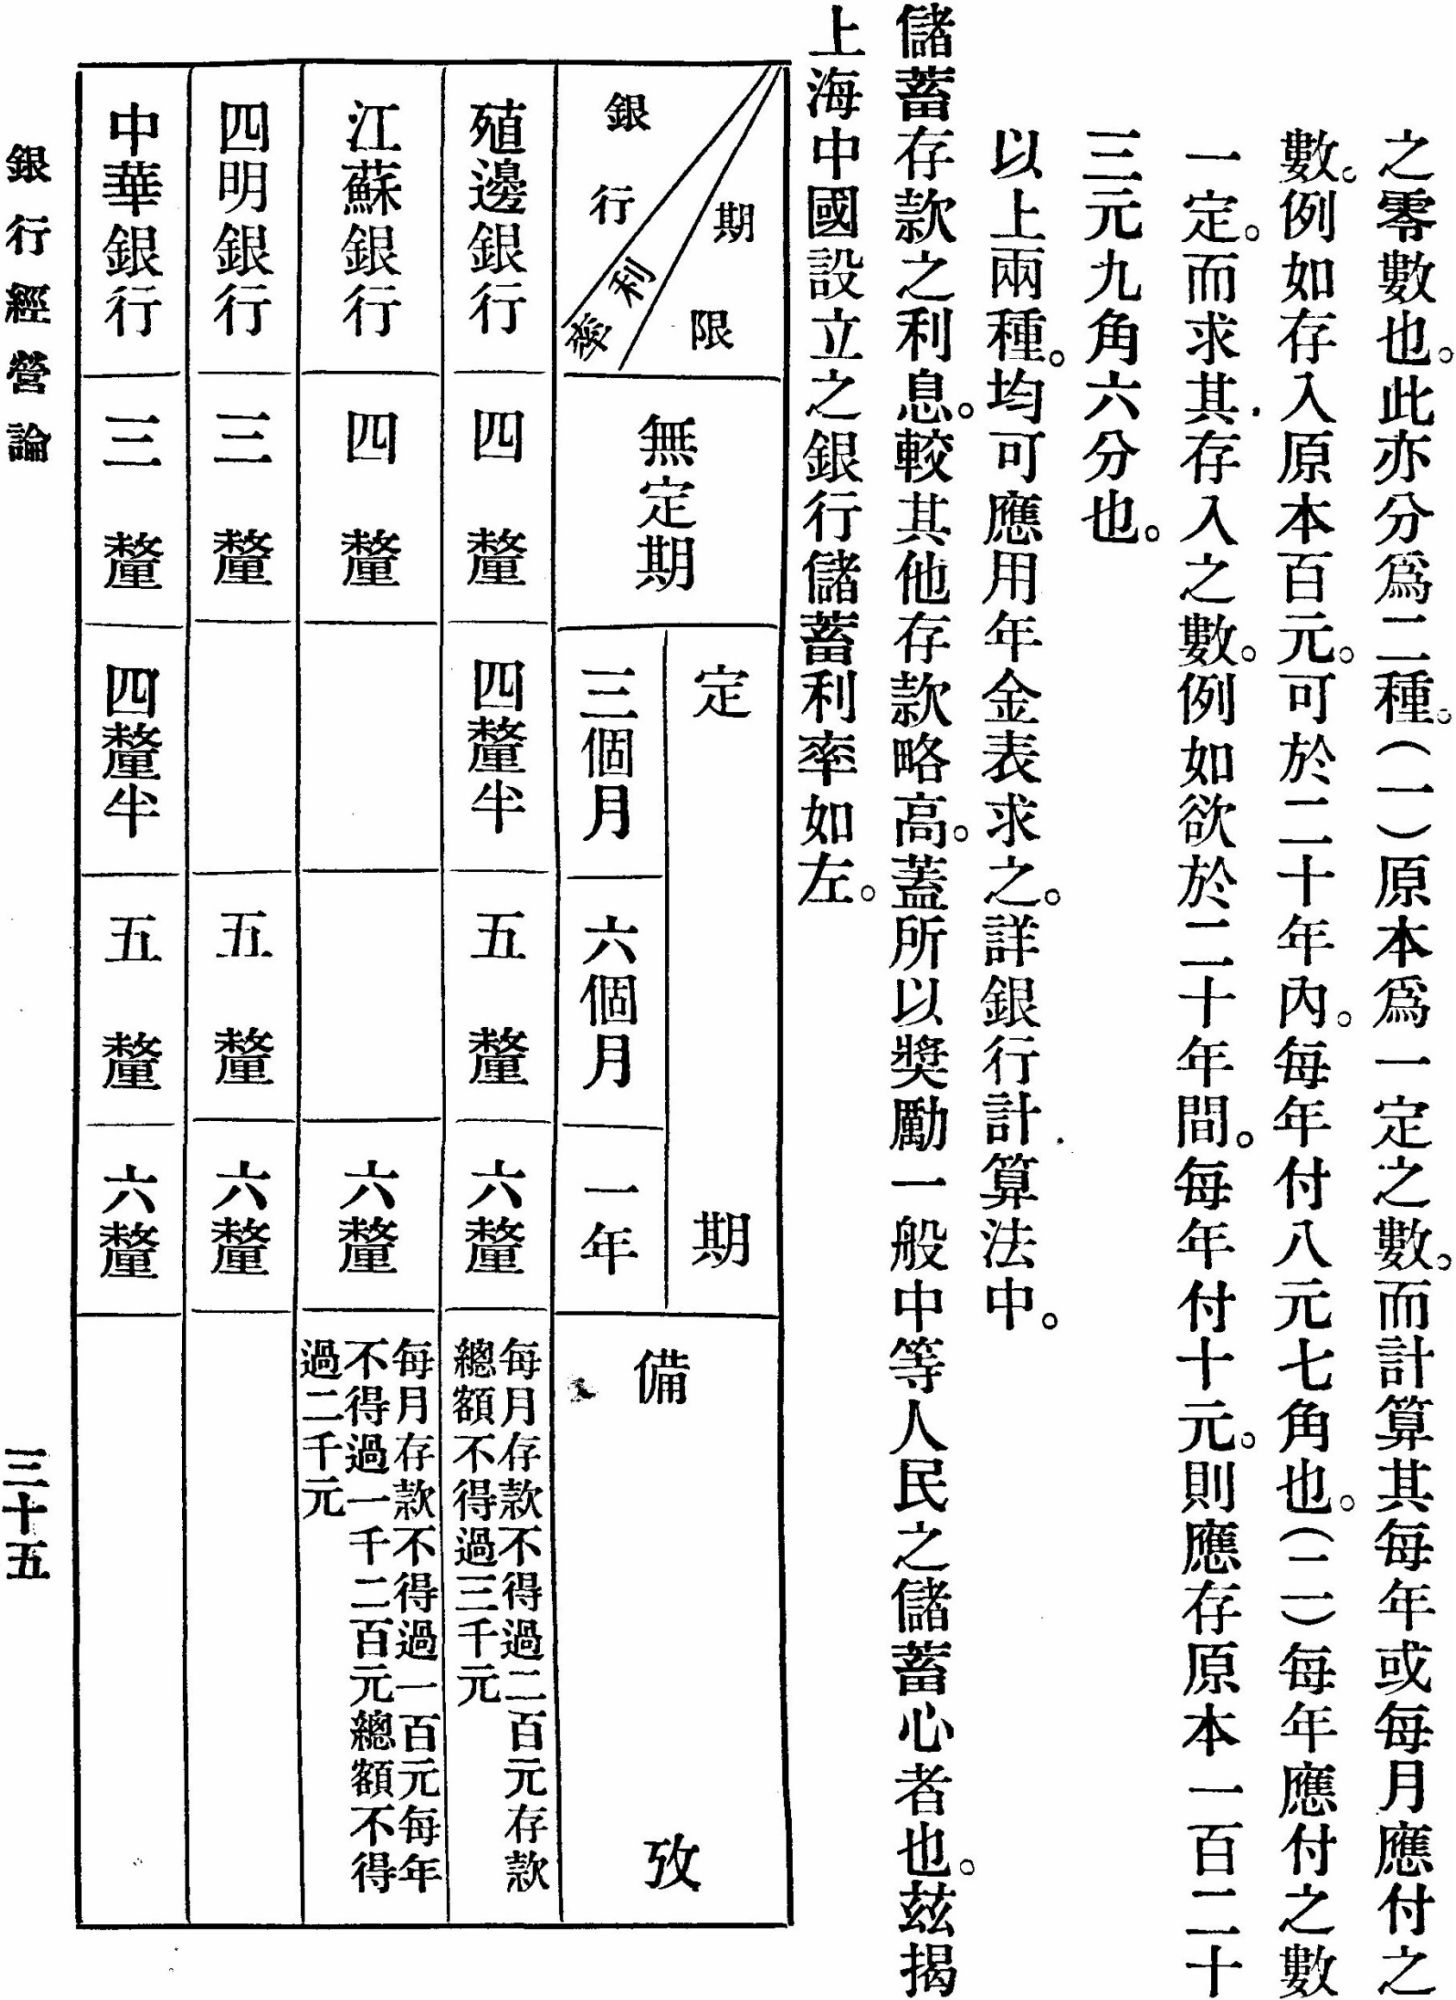 之零數也。此亦分爲二種。(一)原本爲一定之數。而計算其每年或每月應付之
數。例如存入原本百元。可於二十年內。每年付八元七角也。(二)每年應付之數
一定。而求其存入之數。例如欲於二十年間。每年付十元。則應存原本一百二十
三元九角六分也。
以上兩種。均可應用年金表求之。詳銀行計算法中。
儲蓄存款之利息。較其他存款略高。蓋所以獎勵一般中等人民之儲蓄心者也。玆揭
上海中國設立之銀行儲蓄利率如左。
期限
利率
銀行
無定期
定期
三個月
六個月
一年
備攷
殖邊銀行
四釐
四釐半
五釐
六釐
每月存款不得過二百元存款
總額不得過三千元
江蘇銀行
四釐
六釐
每月存款不得過一百元每年
不得過一千二百元總額不得
過二千元
四明銀行
三釐
五釐
六釐
中華銀行
三釐
四釐半
五釐
六釐
銀行經營論
三十五